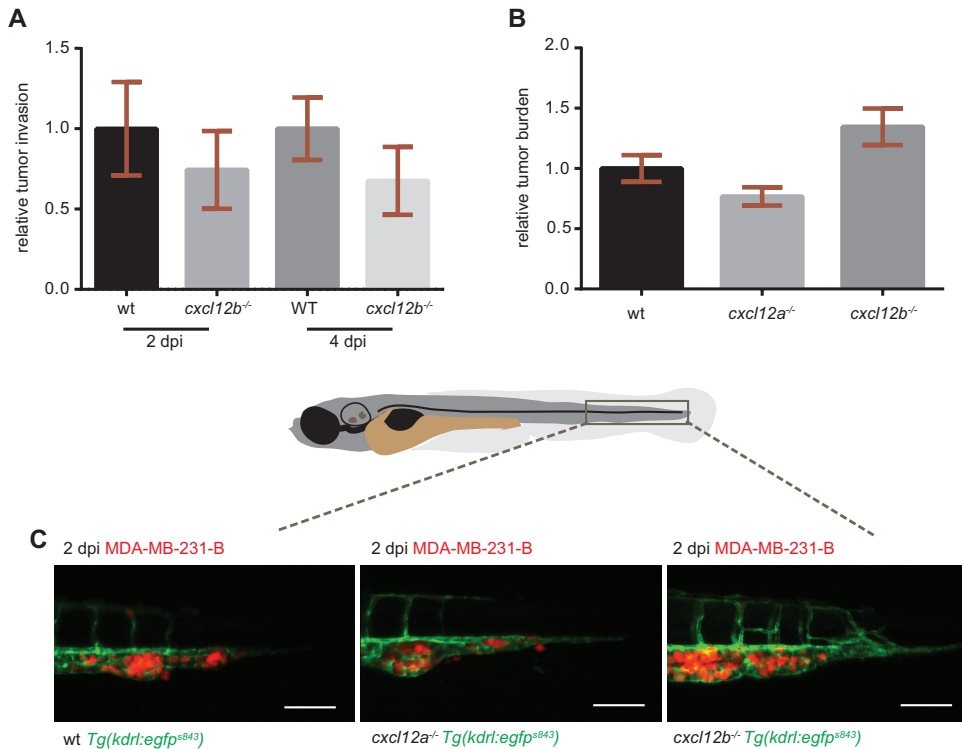 A
relative tumor invasion
1.5
1.0
0.5
0.0
wt
cxcl12b-/-
WT
cxcl12b-/-
2 dpi
4 dpi
B
relative tumor burden
2.0
1.5
1.0
0.5
0.0
wt
cxcl12a-/-
cxcl12b-/-
C
2 dpi MDA-MB-231-B
2 dpi MDA-MB-231-B
2 dpi MDA-MB-231-B
wt Tg(kdrl:egfps843)
cxcl12a-/- Tg(kdrl:egfps843)
cxcl12b-/- Tg(kdrl:egfps843)